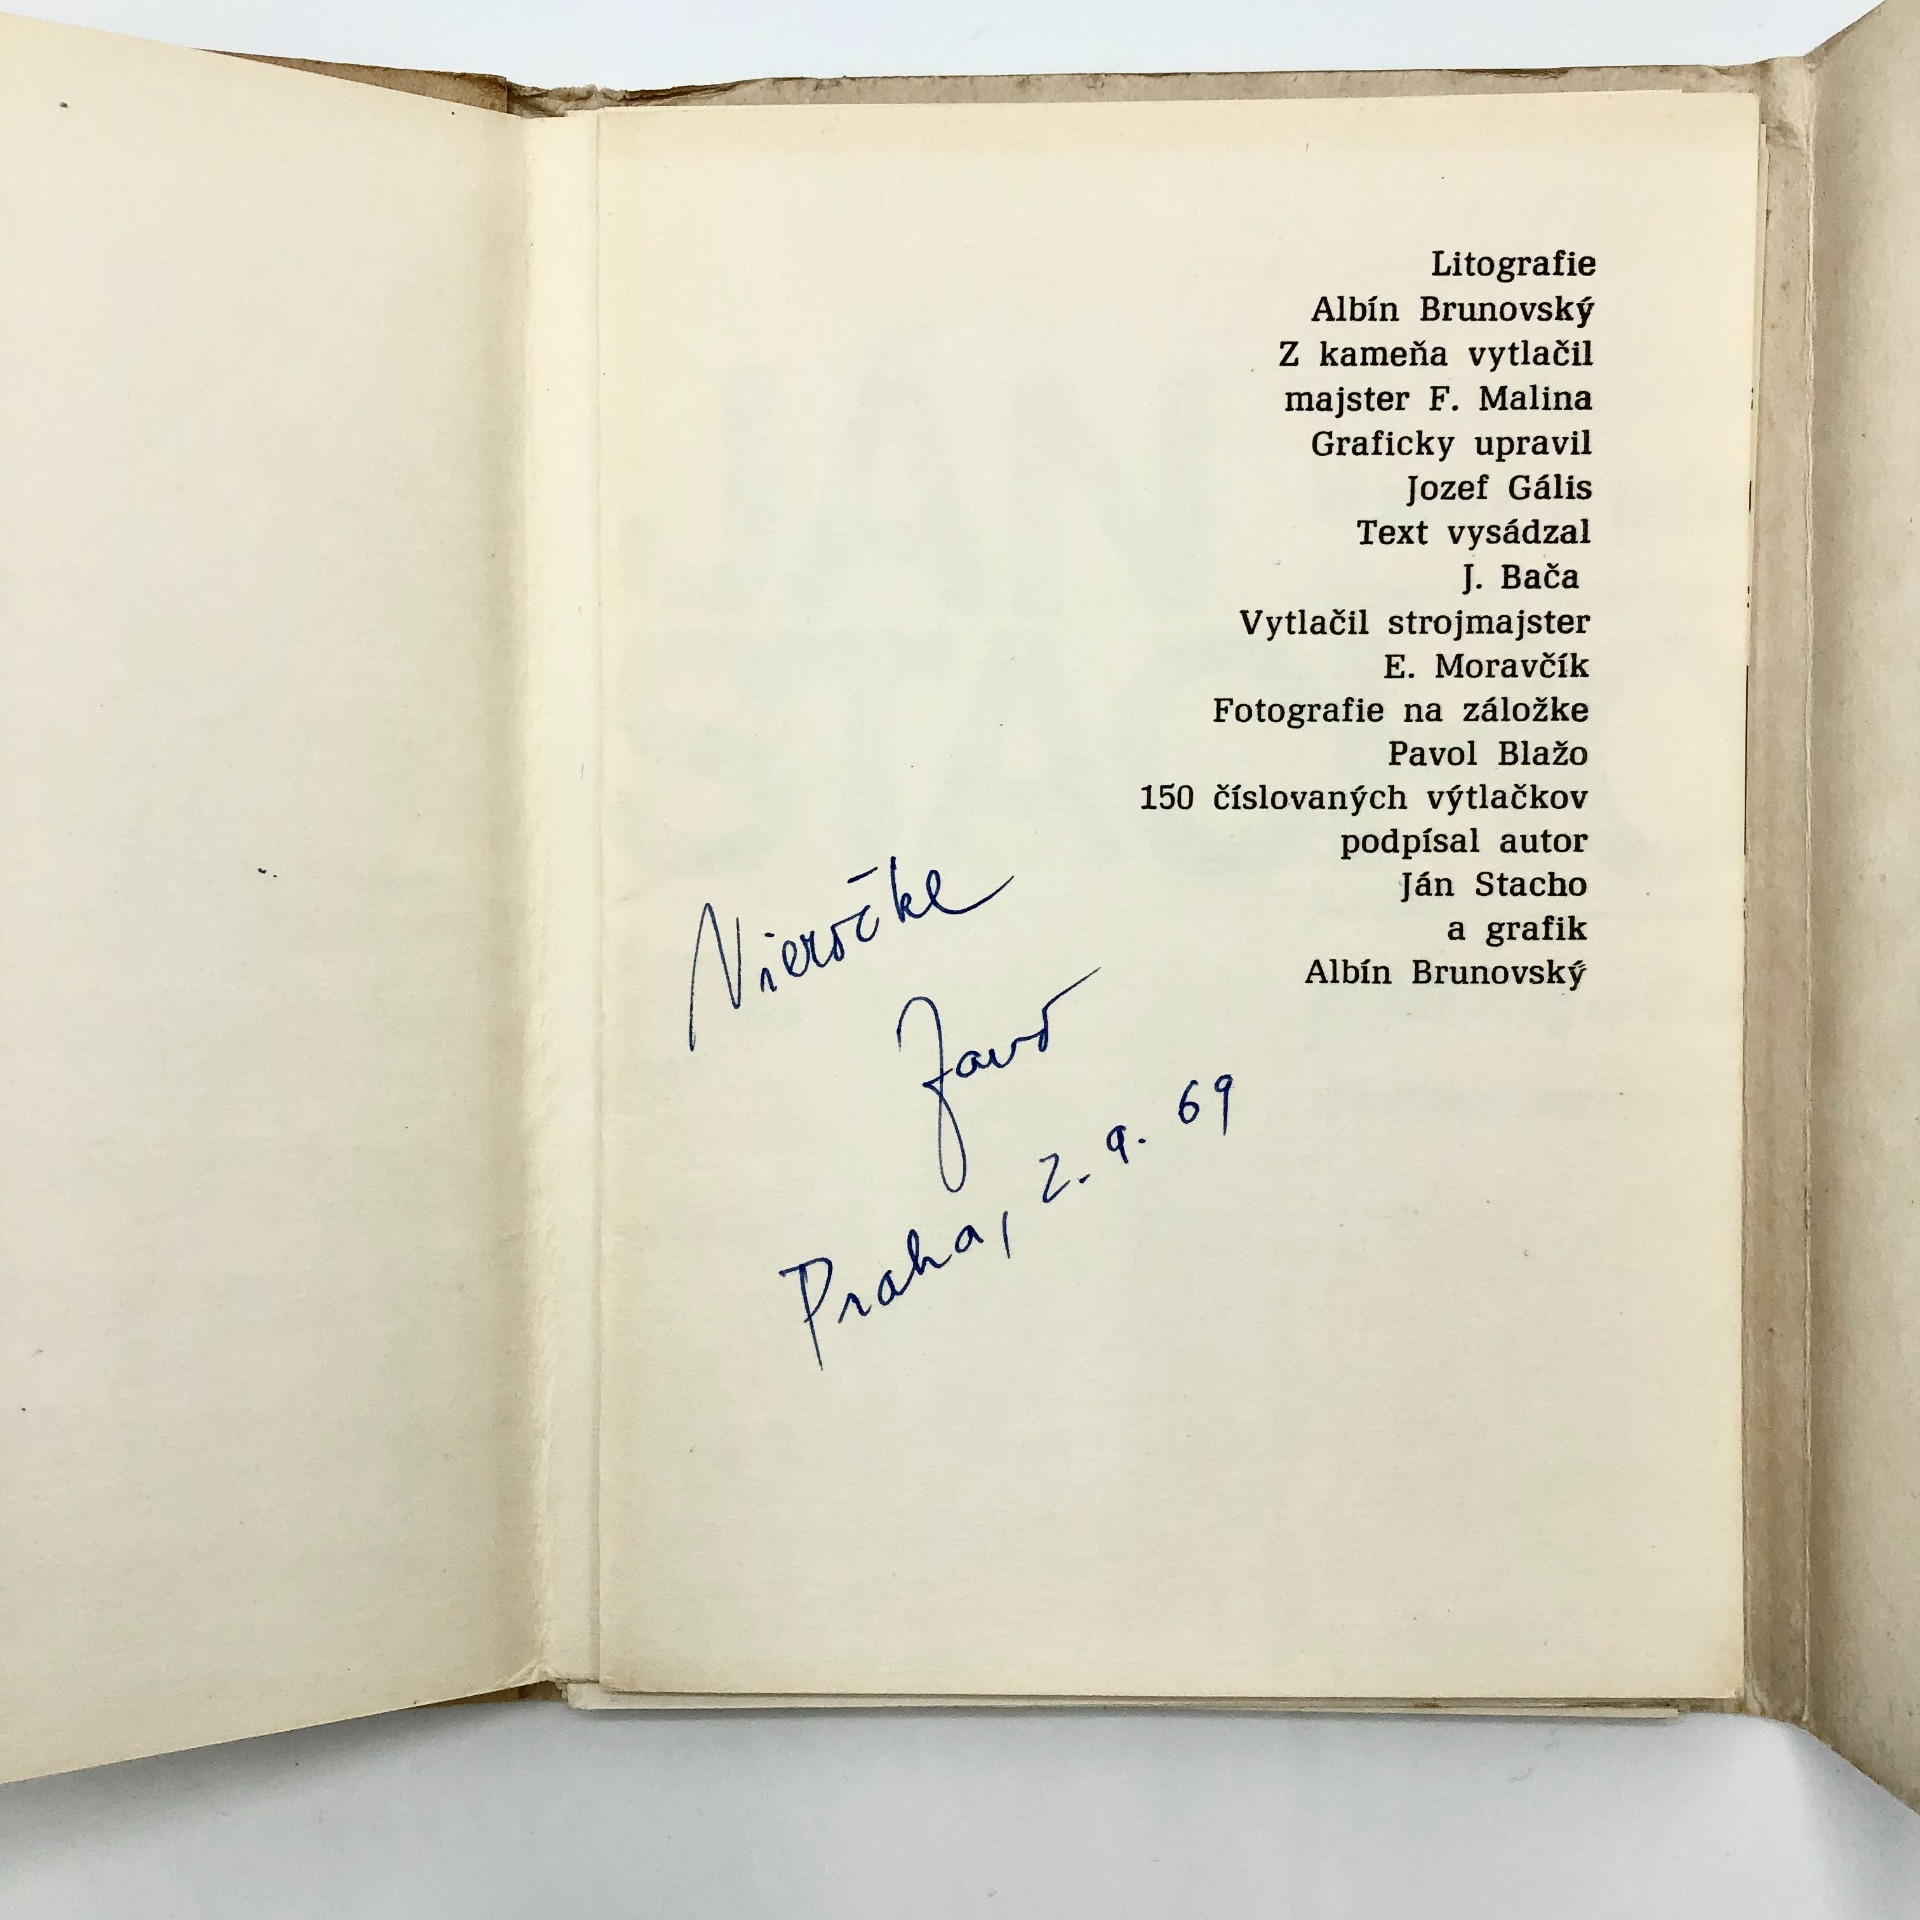 Litografie
Albín Brunovský
Z kameňa vytlačil
majster F. Malina
Graficky upravil
Jozef Gális
Text vysádzal
J. Bača
Vytlačil strojmajster
E. Moravčík
Fotografie na záložke
Pavol Blažo
150 číslovaných výtlačkov
podpísal autor
Ján Stacho
a grafik
Albín Brunovský
Vieročke
Janó
Praha, 2. 9. 69